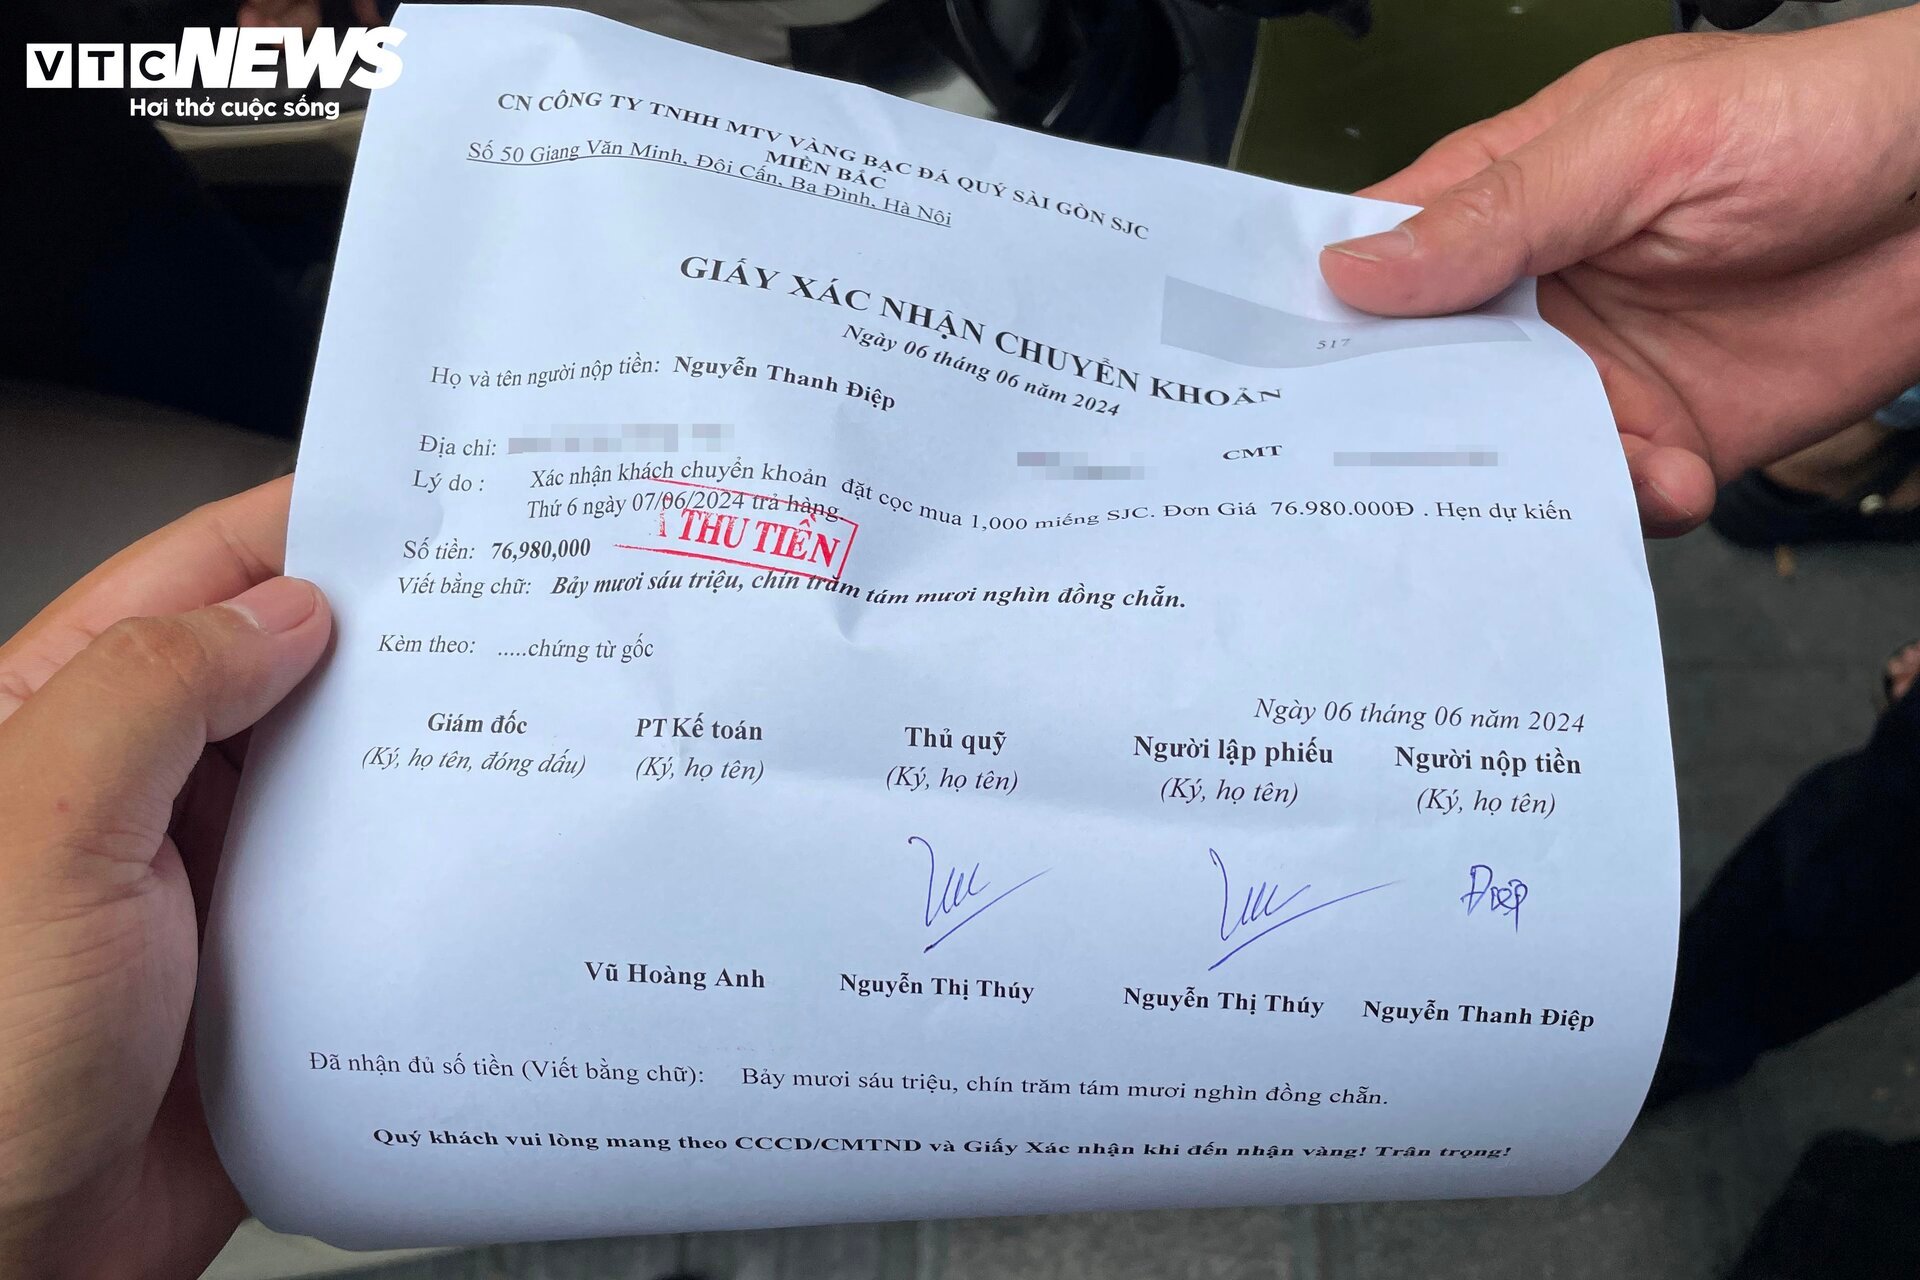 VTC NEWS
Hơi thở cuộc sống
CN CÔNG TY TNHH MTV VÀNG BẠC ĐÁ QUÝ SÀI GÒN SJC
MIỀN BẮC
Số 50 Giang Văn Minh, Đội Cấn, Ba Đình, Hà Nội
GIẤY XÁC NHẬN CHUYỂN KHOẢN
517
Ngày 06 tháng 06 năm 2024
Họ và tên người nộp tiền: Nguyễn Thanh Điệp
Địa chỉ: CMT
Lý do : Xác nhận khách chuyển khoản đặt cọc mua 1,000 miếng SJC. Đơn Giá 76.980.000Đ . Hẹn dự kiến
Thứ 6 ngày 07/06/2024 trả hàng
THU TIỀN
Số tiền: 76,980,000
Viết bằng chữ: Bảy mươi sáu triệu, chín trăm tám mươi nghìn đồng chẵn.
Kèm theo: .....chứng từ gốc
Ngày 06 tháng 06 năm 2024
Giám đốc PT Kế toán Thủ quỹ Người lập phiếu Người nộp tiền
(Ký, họ tên, đóng dấu) (Ký, họ tên) (Ký, họ tên) (Ký, họ tên) (Ký, họ tên)
Điệp
Vũ Hoàng Anh Nguyễn Thị Thúy Nguyễn Thị Thúy Nguyễn Thanh Điệp
Đã nhận đủ số tiền (Viết bằng chữ): Bảy mươi sáu triệu, chín trăm tám mươi nghìn đồng chẵn.
Quý khách vui lòng mang theo CCCD/CMTND và Giấy Xác nhận khi đến nhận vàng! Trân trọng!